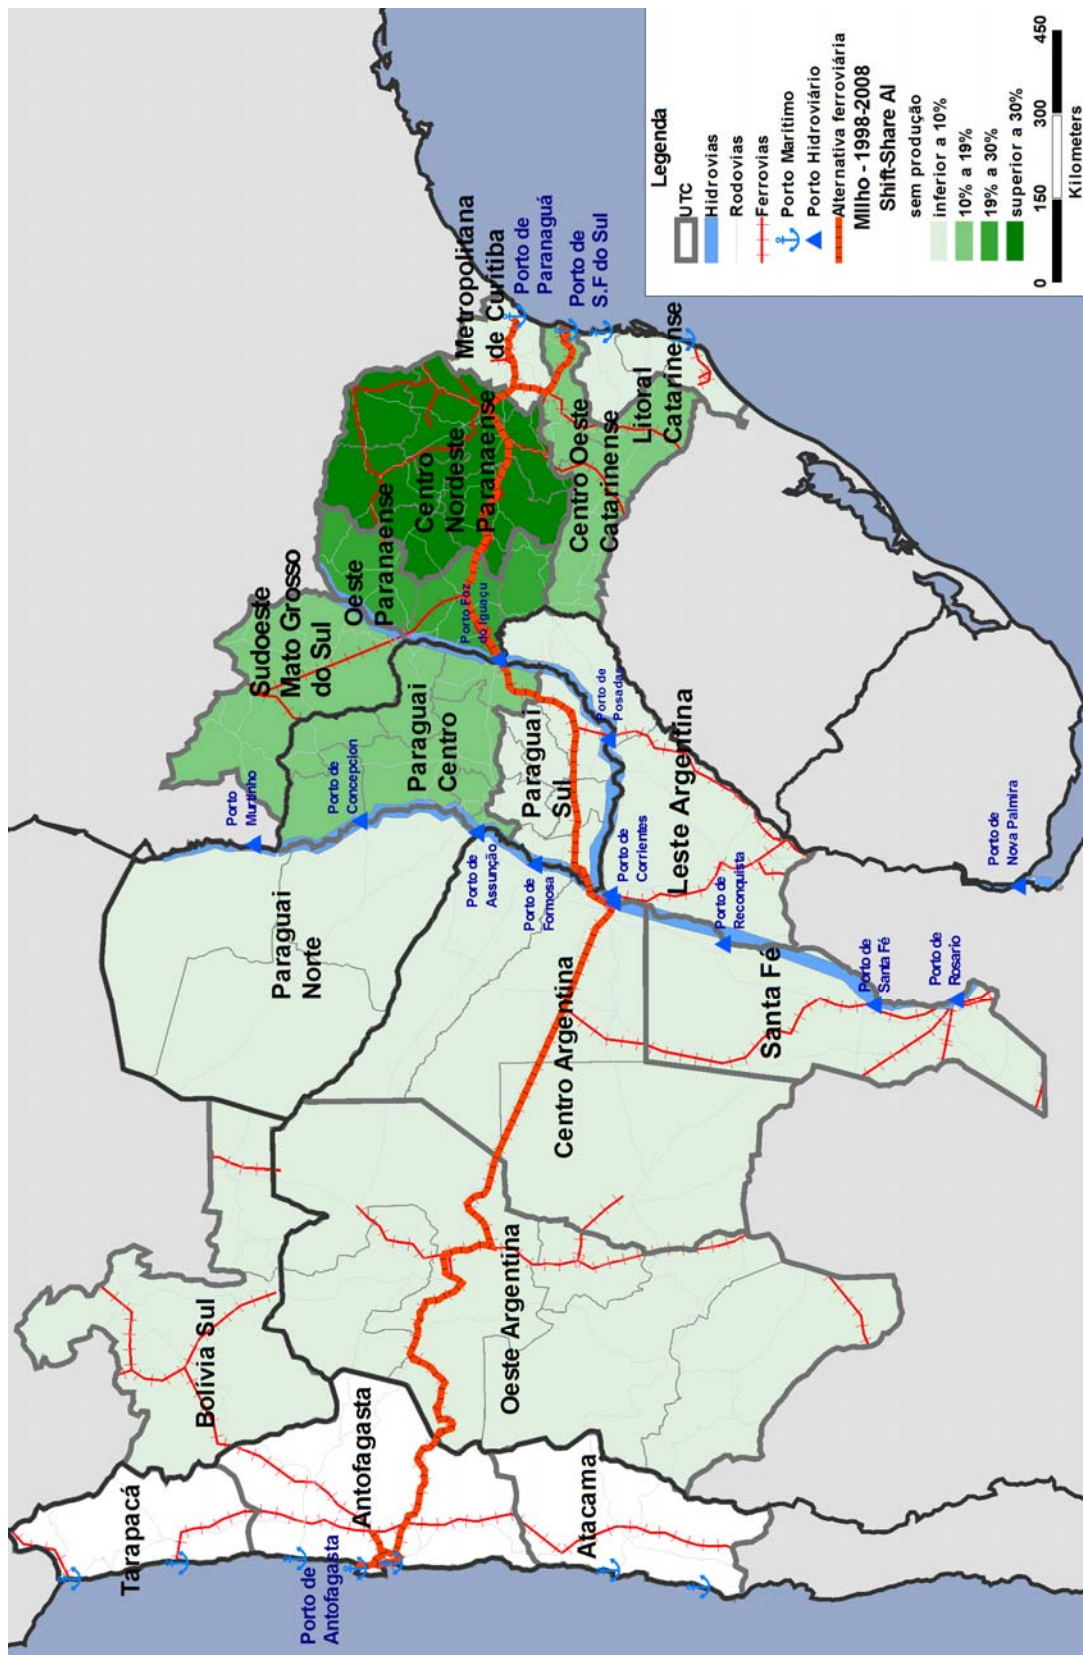 Tarapacá
Antofagasta
Porto de
Antofagasta
Atacama
Bolívia Sul
Oeste Argentina
Paraguai
Norte
Centro Argentina
Santa Fé
Leste Argentina
Paraguai
Sul
Paraguai
Centro
Sudoeste
Mato Grosso
do Sul
Oeste
Paranaense
Centro
Nordeste
Paranaense
Centro Oeste
Catarinense
Litoral
Catarinense
Metropolitana
de Curitiba
Porto de
Paranaguá
Porto de
S.F do Sul
Porto
Murtinho
Porto de
Concepcion
Porto de
Assunção
Porto de
Formosa
Porto de
Corrientes
Porto de
Reconquista
Porto de
Santa Fé
Porto de
Rosario
Porto de
Nova Palmira
Porto de
Posadas
Porto Foz
do Iguaçu
Legenda
UTC
Hidrovias
Rodovias
Ferrovias
Porto Marítimo
Porto Hidroviário
Alternativa ferroviária
Milho - 1998-2008
Shift-Share AI
sem produção
inferior a 10%
10% a 19%
19% a 30%
superior a 30%
0 150 300 450
Kilometers